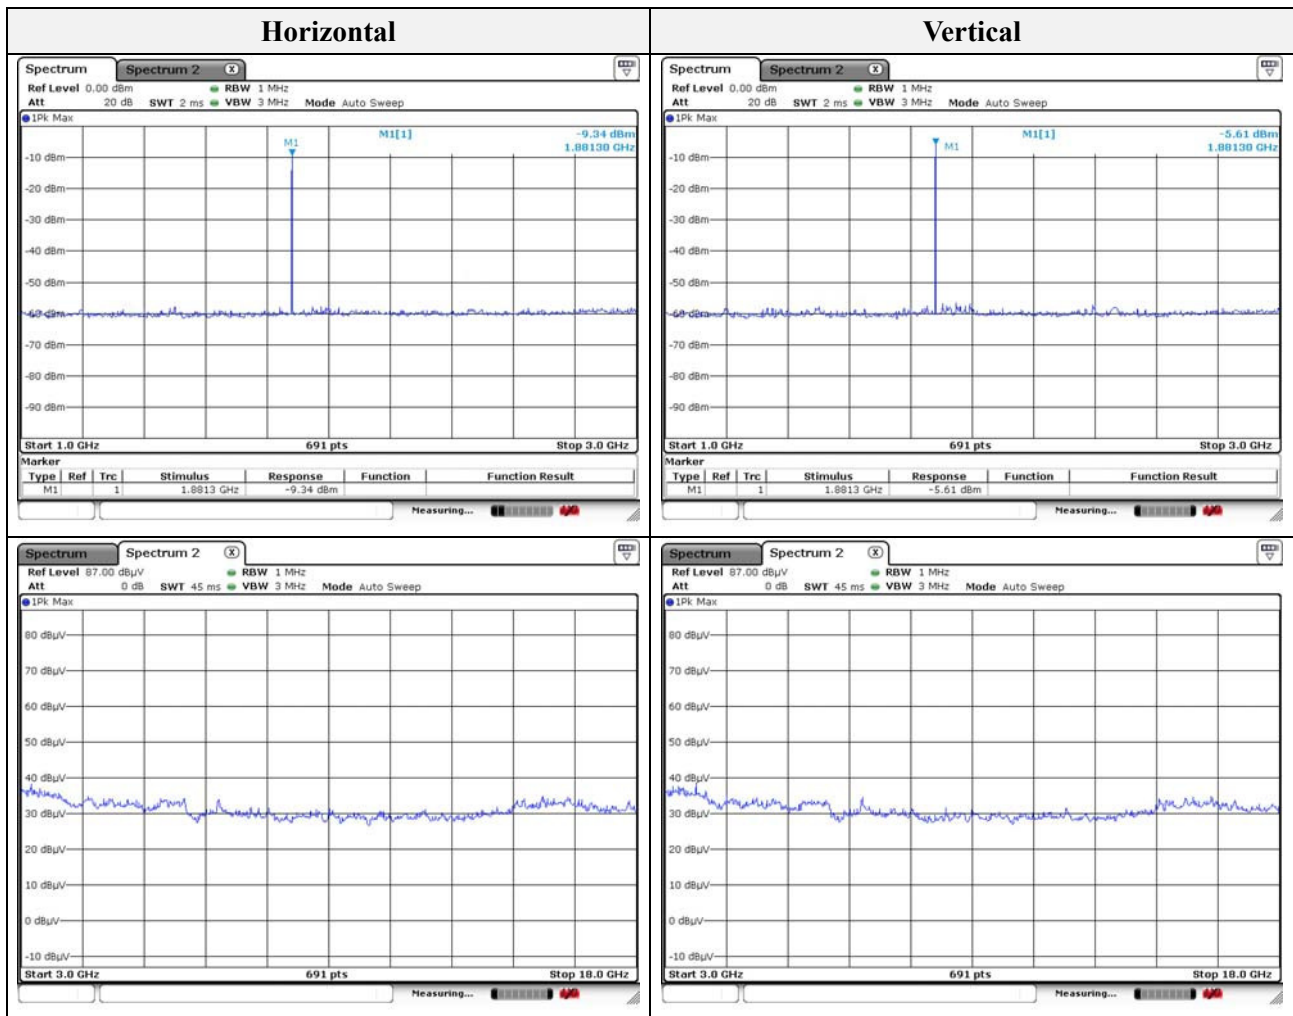 Horizontal
Vertical
Spectrum Spectrum 2 X
Ref Level 0.00 dBm RBW 1 MHz
Att 20 dB SWT 2 ms VBW 3 MHz Mode Auto Sweep
1Pk Max
M1[1] -9.34 dBm
1.88130 GHz
M1
-10 dBm
-20 dBm
-30 dBm
-40 dBm
-50 dBm
-60 dBm
-70 dBm
-80 dBm
-90 dBm
Start 1.0 GHz 691 pts Stop 3.0 GHz
Marker
Type Ref Trc Stimulus Response Function Function Result
M1 1 1.8813 GHz -9.34 dBm
Measuring...
Spectrum Spectrum 2 X
Ref Level 0.00 dBm RBW 1 MHz
Att 20 dB SWT 2 ms VBW 3 MHz Mode Auto Sweep
1Pk Max
M1[1] -5.61 dBm
1.88130 GHz
M1
-10 dBm
-20 dBm
-30 dBm
-40 dBm
-50 dBm
-60 dBm
-70 dBm
-80 dBm
-90 dBm
Start 1.0 GHz 691 pts Stop 3.0 GHz
Marker
Type Ref Trc Stimulus Response Function Function Result
M1 1 1.8813 GHz -5.61 dBm
Measuring...
Spectrum Spectrum 2 X
Ref Level 87.00 dBµV RBW 1 MHz
Att 0 dB SWT 45 ms VBW 3 MHz Mode Auto Sweep
1Pk Max
80 dBµV
70 dBµV
60 dBµV
50 dBµV
40 dBµV
30 dBµV
20 dBµV
10 dBµV
0 dBµV
-10 dBµV
Start 3.0 GHz 691 pts Stop 18.0 GHz
Measuring...
Spectrum Spectrum 2 X
Ref Level 87.00 dBµV RBW 1 MHz
Att 0 dB SWT 45 ms VBW 3 MHz Mode Auto Sweep
1Pk Max
80 dBµV
70 dBµV
60 dBµV
50 dBµV
40 dBµV
30 dBµV
20 dBµV
10 dBµV
0 dBµV
-10 dBµV
Start 3.0 GHz 691 pts Stop 18.0 GHz
Measuring...